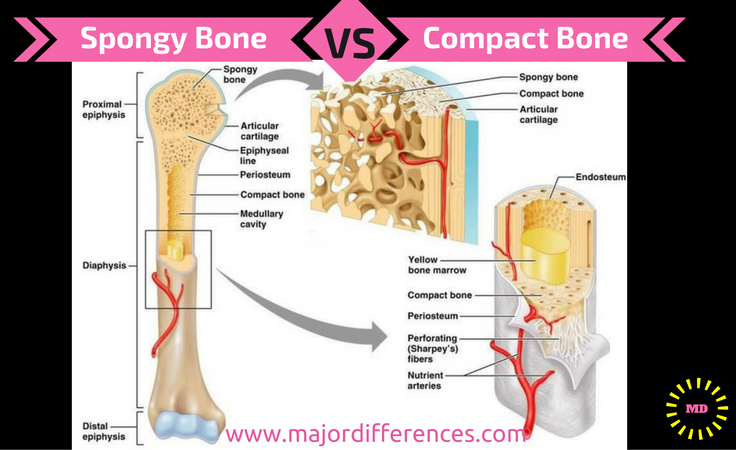 Spongy Bone
VS
Compact Bone
Spongy
bone
Proximal
epiphysis
Articular
cartilage
Epiphyseal
line
Periosteum
Compact bone
Medullary
cavity
Diaphysis
Distal
epiphysis
Spongy bone
Compact bone
Articular
cartilage
Endosteum
Yellow
bone marrow
Compact bone
Periosteum
Perforating
(Sharpey's)
fibers
Nutrient
arteries
MD
www.majordifferences.com